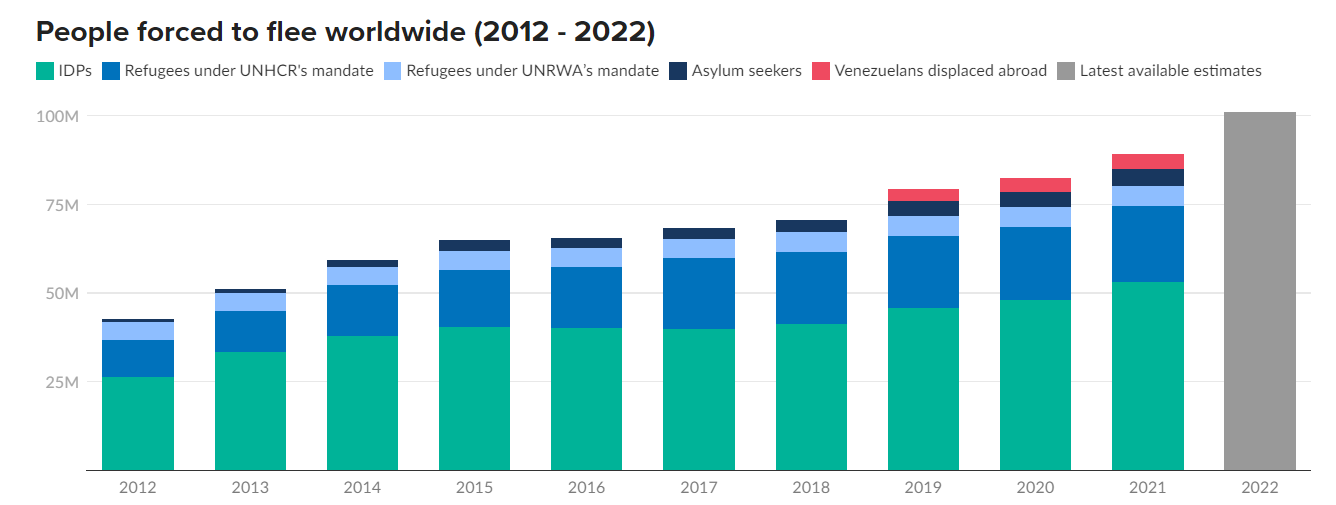 People forced to flee worldwide (2012 - 2022)
IDPs Refugees under UNHCR's mandate Refugees under UNRWA’s mandate Asylum seekers Venezuelans displaced abroad Latest available estimates
100M
75M
50M
25M
2012 2013 2014 2015 2016 2017 2018 2019 2020 2021 2022